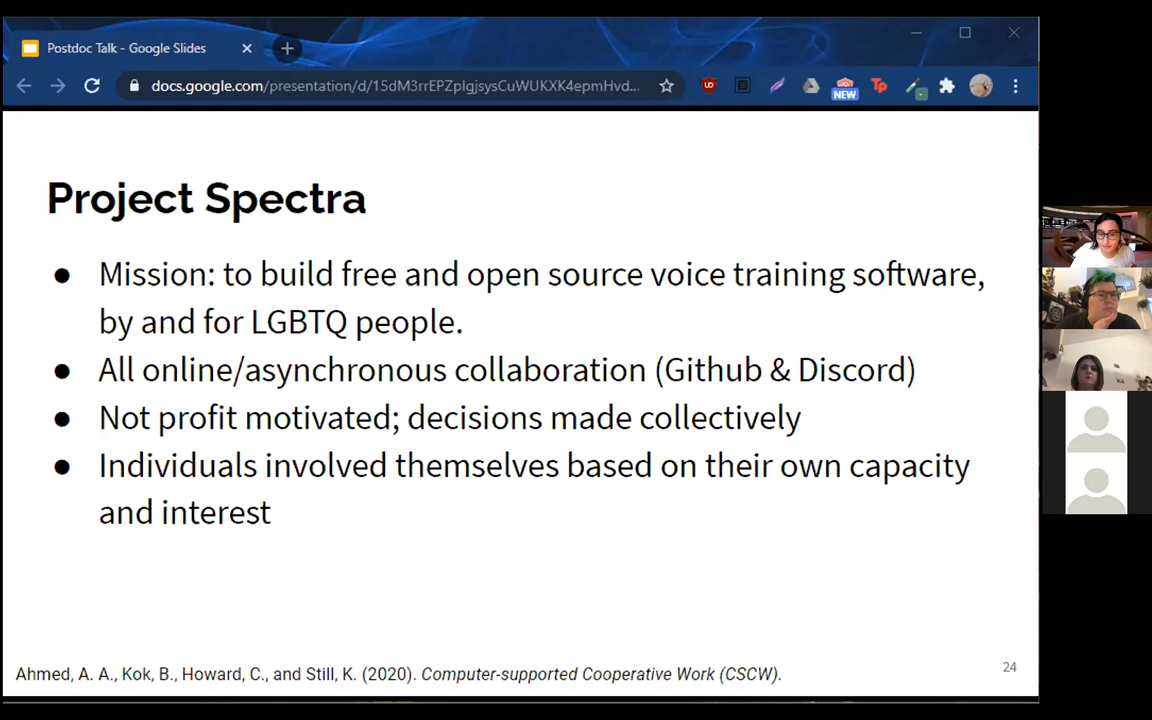 Postdoc Talk - Google Slides
docs.google.com/presentation/d/15dM3rrEPZplgjsysCuWUKXK4epmHvd...
UD
NEW
Tp
Project Spectra
● Mission: to build free and open source voice training software,
by and for LGBTQ people.
● All online/asynchronous collaboration (Github & Discord)
● Not profit motivated; decisions made collectively
● Individuals involved themselves based on their own capacity
and interest
Ahmed, A. A., Kok, B., Howard, C., and Still, K. (2020). Computer-supported Cooperative Work (CSCW).
24